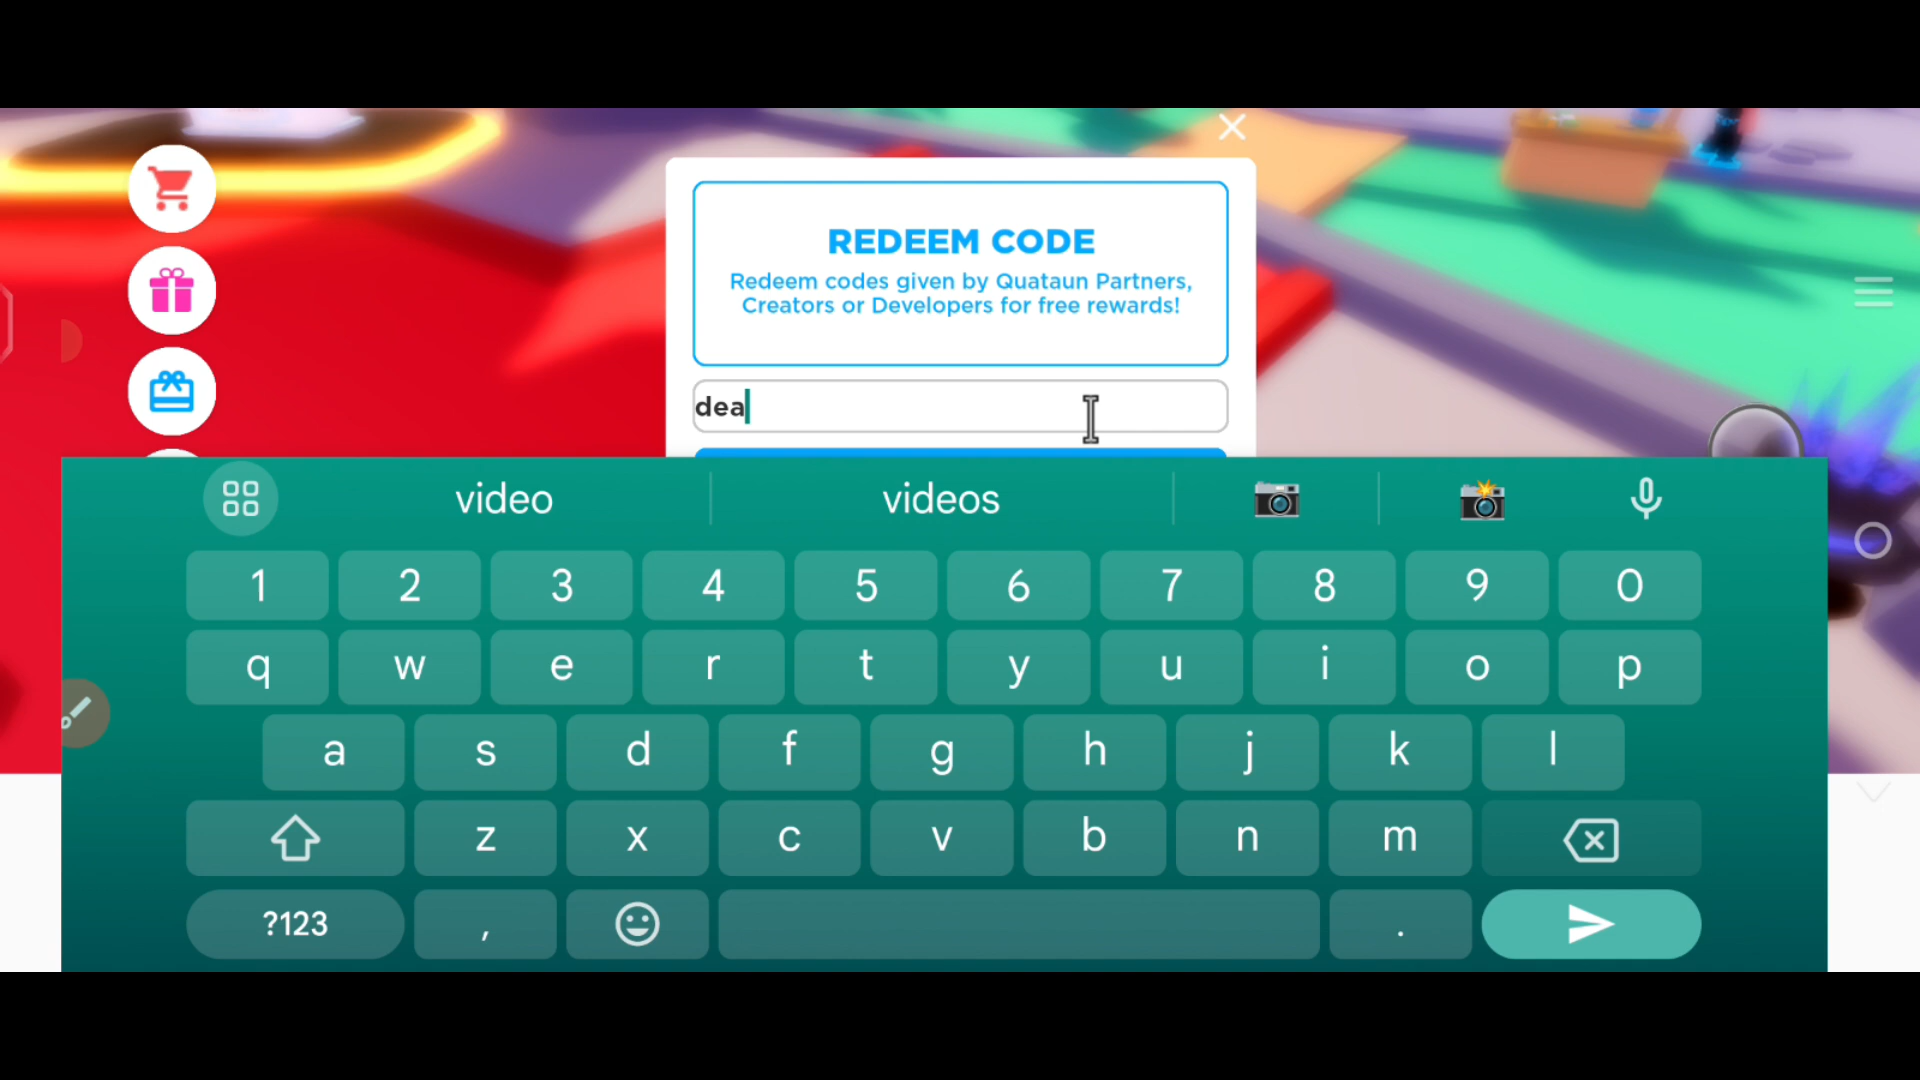 REDEEM CODE
Redeem codes given by Quataun Partners,
Creators or Developers for free rewards!
dea
video videos
1 2 3 4 5 6 7 8 9 0
q w e r t y u i o p
a s d f g h j k l
z x c v b n m
?123 , .